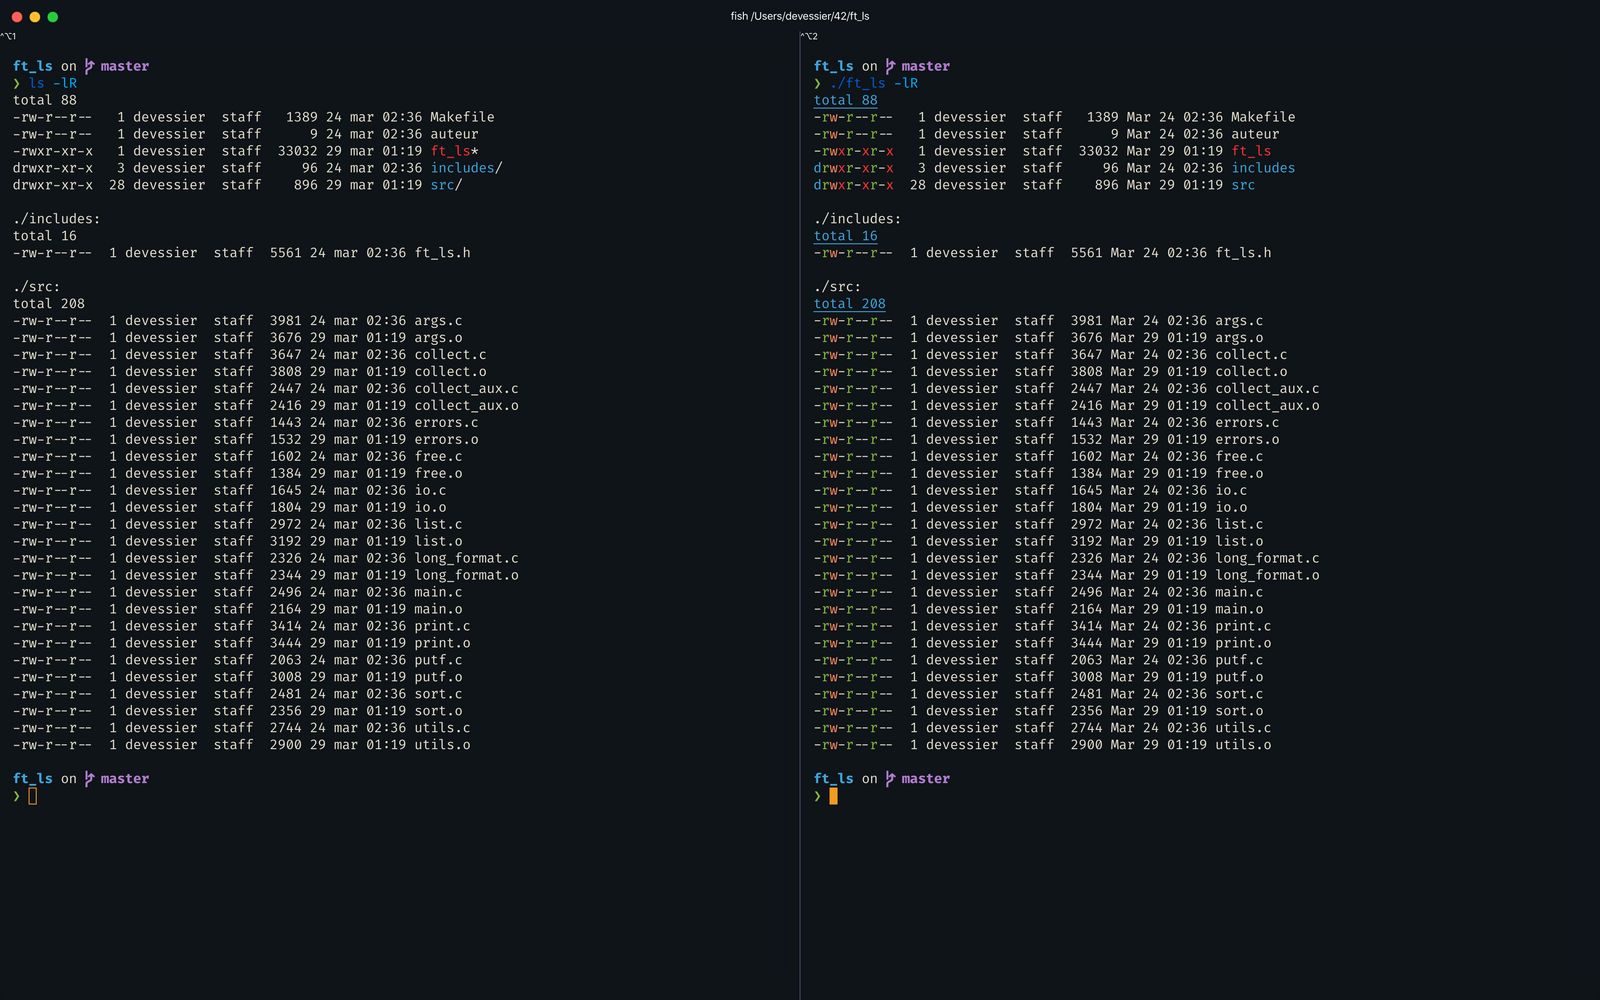 fish /Users/devessier/42/ft_ls
^⌥1
ft_ls on master
❯ ls -lR
total 88
-rw-r--r--   1 devessier  staff   1389 24 mar 02:36 Makefile
-rw-r--r--   1 devessier  staff      9 24 mar 02:36 auteur
-rwxr-xr-x   1 devessier  staff  33032 29 mar 01:19 ft_ls*
drwxr-xr-x   3 devessier  staff     96 24 mar 02:36 includes/
drwxr-xr-x  28 devessier  staff    896 29 mar 01:19 src/
./includes:
total 16
-rw-r--r--  1 devessier  staff  5561 24 mar 02:36 ft_ls.h
./src:
total 208
-rw-r--r--  1 devessier  staff  3981 24 mar 02:36 args.c
-rw-r--r--  1 devessier  staff  3676 29 mar 01:19 args.o
-rw-r--r--  1 devessier  staff  3647 24 mar 02:36 collect.c
-rw-r--r--  1 devessier  staff  3808 29 mar 01:19 collect.o
-rw-r--r--  1 devessier  staff  2447 24 mar 02:36 collect_aux.c
-rw-r--r--  1 devessier  staff  2416 29 mar 01:19 collect_aux.o
-rw-r--r--  1 devessier  staff  1443 24 mar 02:36 errors.c
-rw-r--r--  1 devessier  staff  1532 29 mar 01:19 errors.o
-rw-r--r--  1 devessier  staff  1602 24 mar 02:36 free.c
-rw-r--r--  1 devessier  staff  1384 29 mar 01:19 free.o
-rw-r--r--  1 devessier  staff  1645 24 mar 02:36 io.c
-rw-r--r--  1 devessier  staff  1804 29 mar 01:19 io.o
-rw-r--r--  1 devessier  staff  2972 24 mar 02:36 list.c
-rw-r--r--  1 devessier  staff  3192 29 mar 01:19 list.o
-rw-r--r--  1 devessier  staff  2326 24 mar 02:36 long_format.c
-rw-r--r--  1 devessier  staff  2344 29 mar 01:19 long_format.o
-rw-r--r--  1 devessier  staff  2496 24 mar 02:36 main.c
-rw-r--r--  1 devessier  staff  2164 29 mar 01:19 main.o
-rw-r--r--  1 devessier  staff  3414 24 mar 02:36 print.c
-rw-r--r--  1 devessier  staff  3444 29 mar 01:19 print.o
-rw-r--r--  1 devessier  staff  2063 24 mar 02:36 putf.c
-rw-r--r--  1 devessier  staff  3008 29 mar 01:19 putf.o
-rw-r--r--  1 devessier  staff  2481 24 mar 02:36 sort.c
-rw-r--r--  1 devessier  staff  2356 29 mar 01:19 sort.o
-rw-r--r--  1 devessier  staff  2744 24 mar 02:36 utils.c
-rw-r--r--  1 devessier  staff  2900 29 mar 01:19 utils.o
ft_ls on master
❯
^⌥2
ft_ls on master
❯ ./ft_ls -lR
total 88
-rw-r--r--   1 devessier  staff   1389 Mar 24 02:36 Makefile
-rw-r--r--   1 devessier  staff      9 Mar 24 02:36 auteur
-rwxr-xr-x   1 devessier  staff  33032 Mar 29 01:19 ft_ls
drwxr-xr-x   3 devessier  staff     96 Mar 24 02:36 includes
drwxr-xr-x  28 devessier  staff    896 Mar 29 01:19 src
./includes:
total 16
-rw-r--r--  1 devessier  staff  5561 Mar 24 02:36 ft_ls.h
./src:
total 208
-rw-r--r--  1 devessier  staff  3981 Mar 24 02:36 args.c
-rw-r--r--  1 devessier  staff  3676 Mar 29 01:19 args.o
-rw-r--r--  1 devessier  staff  3647 Mar 24 02:36 collect.c
-rw-r--r--  1 devessier  staff  3808 Mar 29 01:19 collect.o
-rw-r--r--  1 devessier  staff  2447 Mar 24 02:36 collect_aux.c
-rw-r--r--  1 devessier  staff  2416 Mar 29 01:19 collect_aux.o
-rw-r--r--  1 devessier  staff  1443 Mar 24 02:36 errors.c
-rw-r--r--  1 devessier  staff  1532 Mar 29 01:19 errors.o
-rw-r--r--  1 devessier  staff  1602 Mar 24 02:36 free.c
-rw-r--r--  1 devessier  staff  1384 Mar 29 01:19 free.o
-rw-r--r--  1 devessier  staff  1645 Mar 24 02:36 io.c
-rw-r--r--  1 devessier  staff  1804 Mar 29 01:19 io.o
-rw-r--r--  1 devessier  staff  2972 Mar 24 02:36 list.c
-rw-r--r--  1 devessier  staff  3192 Mar 29 01:19 list.o
-rw-r--r--  1 devessier  staff  2326 Mar 24 02:36 long_format.c
-rw-r--r--  1 devessier  staff  2344 Mar 29 01:19 long_format.o
-rw-r--r--  1 devessier  staff  2496 Mar 24 02:36 main.c
-rw-r--r--  1 devessier  staff  2164 Mar 29 01:19 main.o
-rw-r--r--  1 devessier  staff  3414 Mar 24 02:36 print.c
-rw-r--r--  1 devessier  staff  3444 Mar 29 01:19 print.o
-rw-r--r--  1 devessier  staff  2063 Mar 24 02:36 putf.c
-rw-r--r--  1 devessier  staff  3008 Mar 29 01:19 putf.o
-rw-r--r--  1 devessier  staff  2481 Mar 24 02:36 sort.c
-rw-r--r--  1 devessier  staff  2356 Mar 29 01:19 sort.o
-rw-r--r--  1 devessier  staff  2744 Mar 24 02:36 utils.c
-rw-r--r--  1 devessier  staff  2900 Mar 29 01:19 utils.o
ft_ls on master
❯